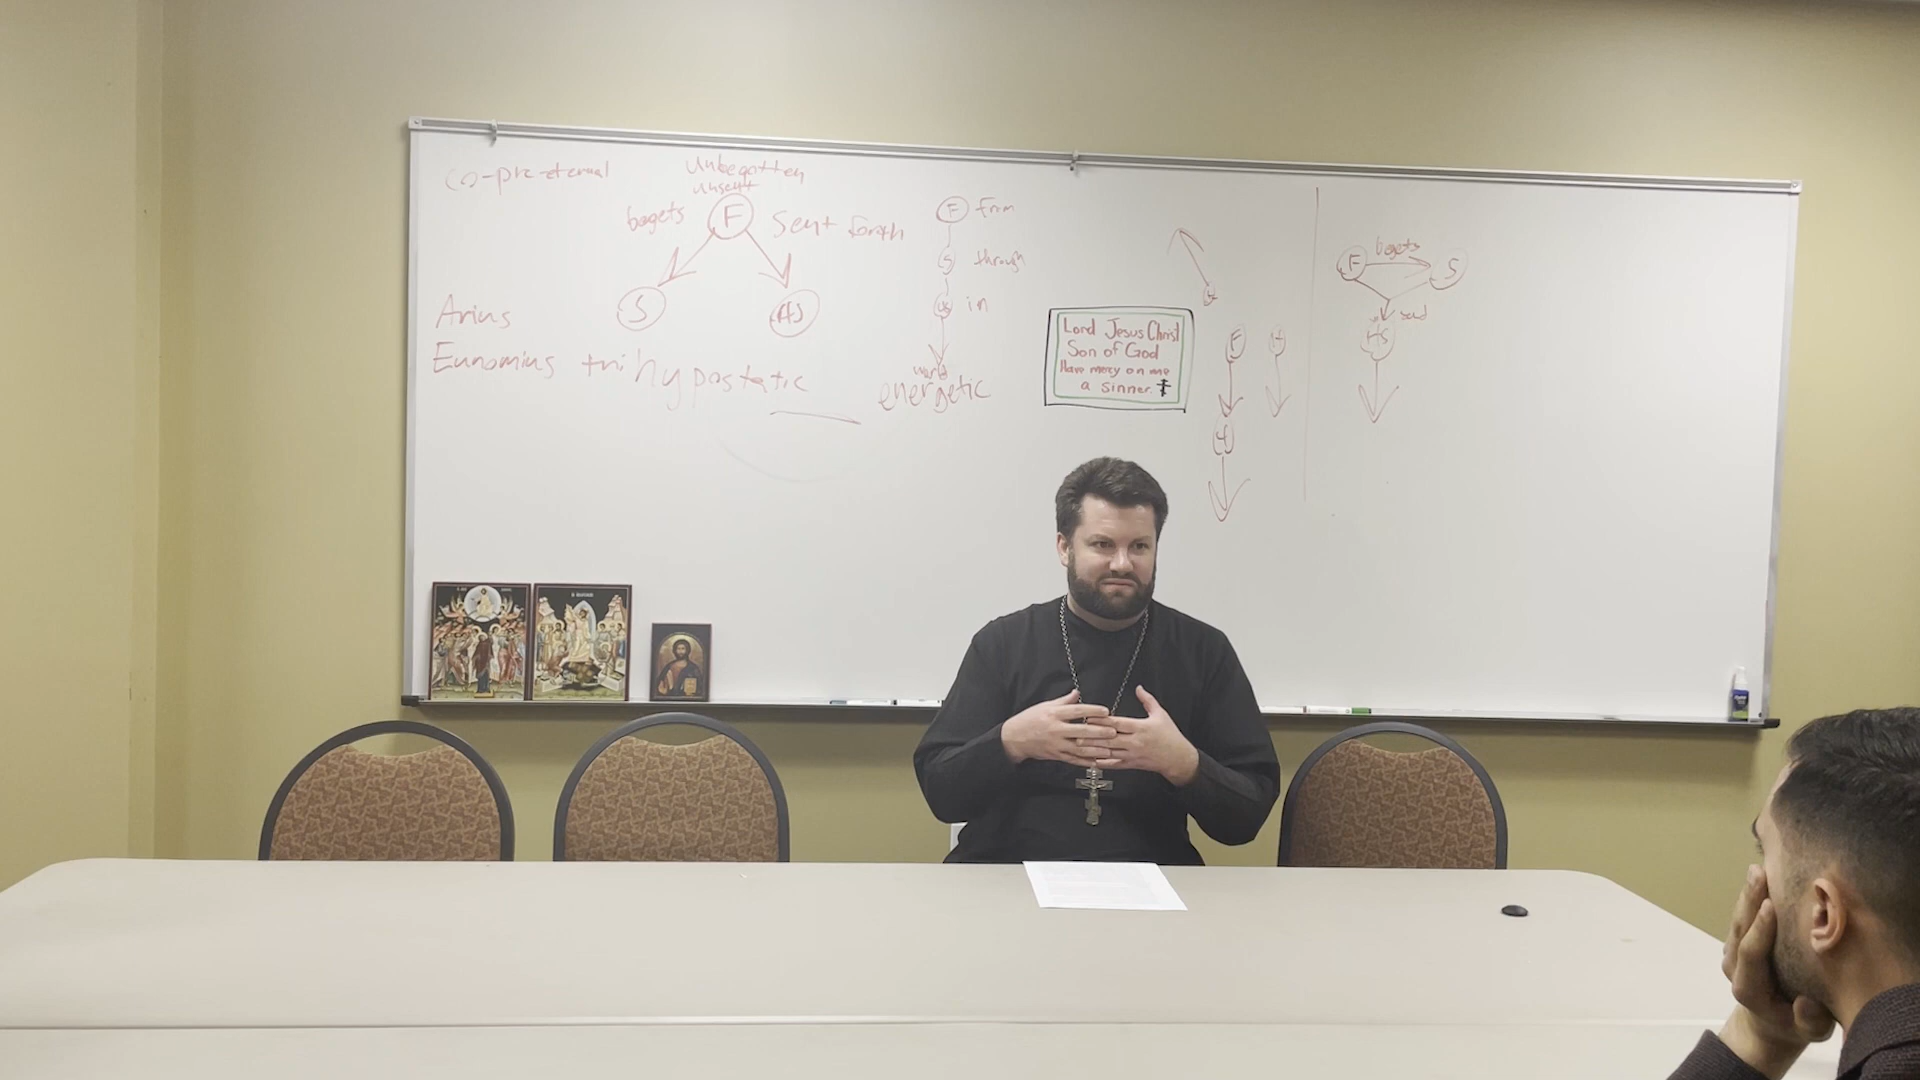 co-pre-eternal
Unbegotten
unsent
begets
F
sent forth
S
HS
Arius
Eunomius
tri hypostatic
F from
S through
HS in
world
energetic
Lord Jesus Christ
Son of God
Have mercy on me
a sinner.
F
F
begets
S
send
HS